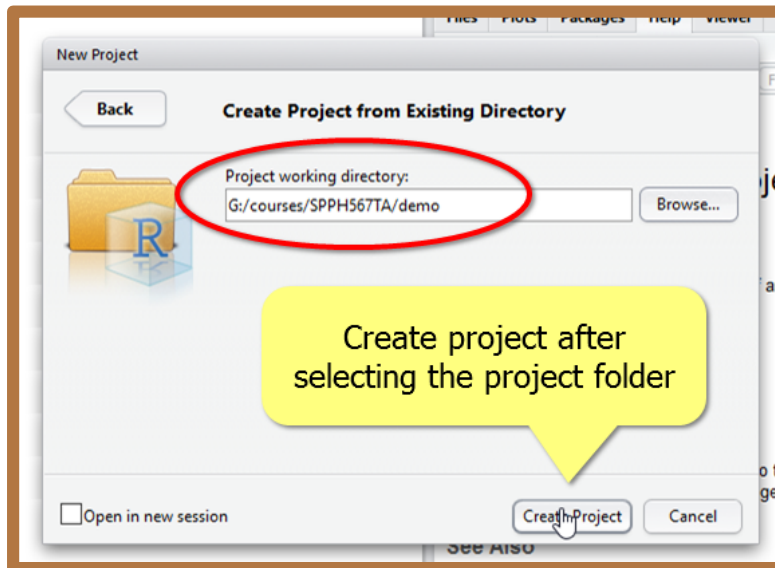 Files Plots Packages Help Viewer
New Project
Back
Create Project from Existing Directory
Project working directory:
G:/courses/SPPH567TA/demo
Browse...
R
Create project after
selecting the project folder
Open in new session
Create Project
Cancel
See Also